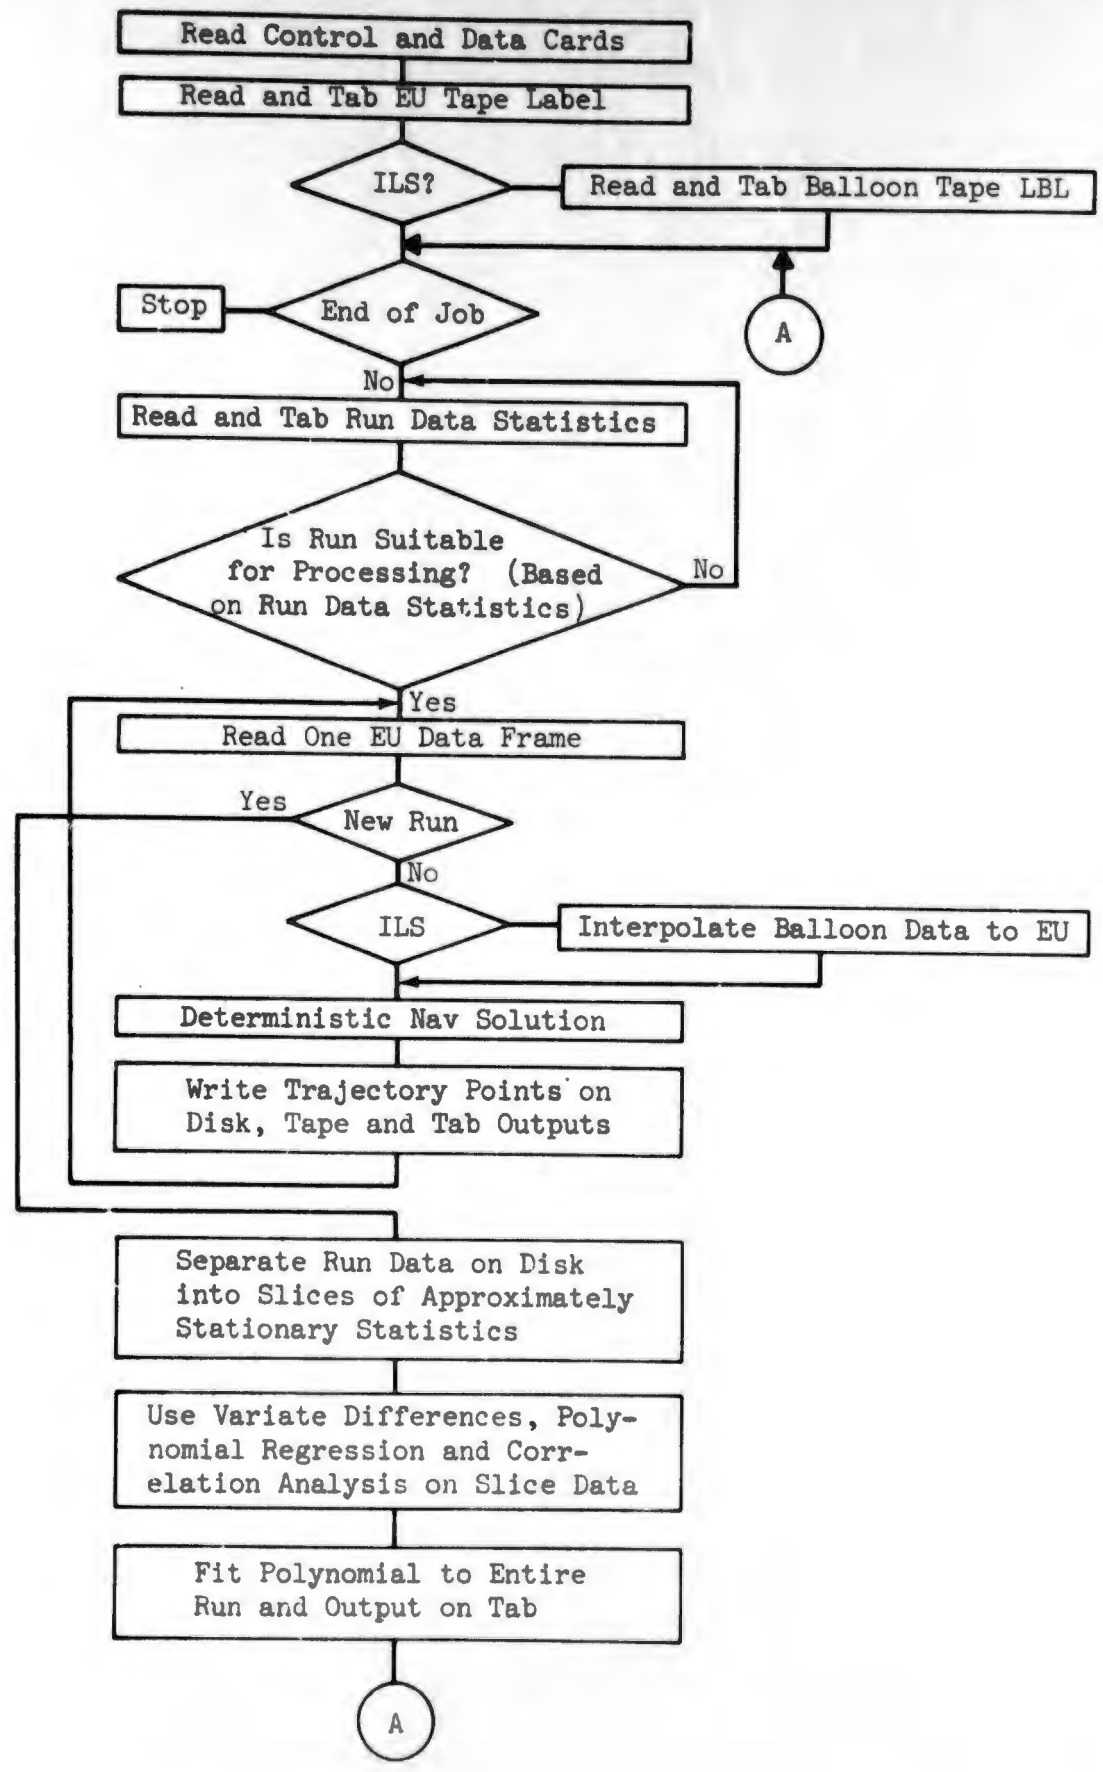 Read Control and Data Cards
Read and Tab EU Tape Label
ILS?
Read and Tab Balloon Tape LBL
Stop
End of Job
A
No
Read and Tab Run Data Statistics
Is Run Suitable
for Processing? (Based
on Run Data Statistics)
No
Yes
Read One EU Data Frame
Yes
New Run
No
ILS
Interpolate Balloon Data to EU
Deterministic Nav Solution
Write Trajectory Points on
Disk, Tape and Tab Outputs
Separate Run Data on Disk
into Slices of Approximately
Stationary Statistics
Use Variate Differences, Poly-
nomial Regression and Corr-
elation Analysis on Slice Data
Fit Polynomial to Entire
Run and Output on Tab
A